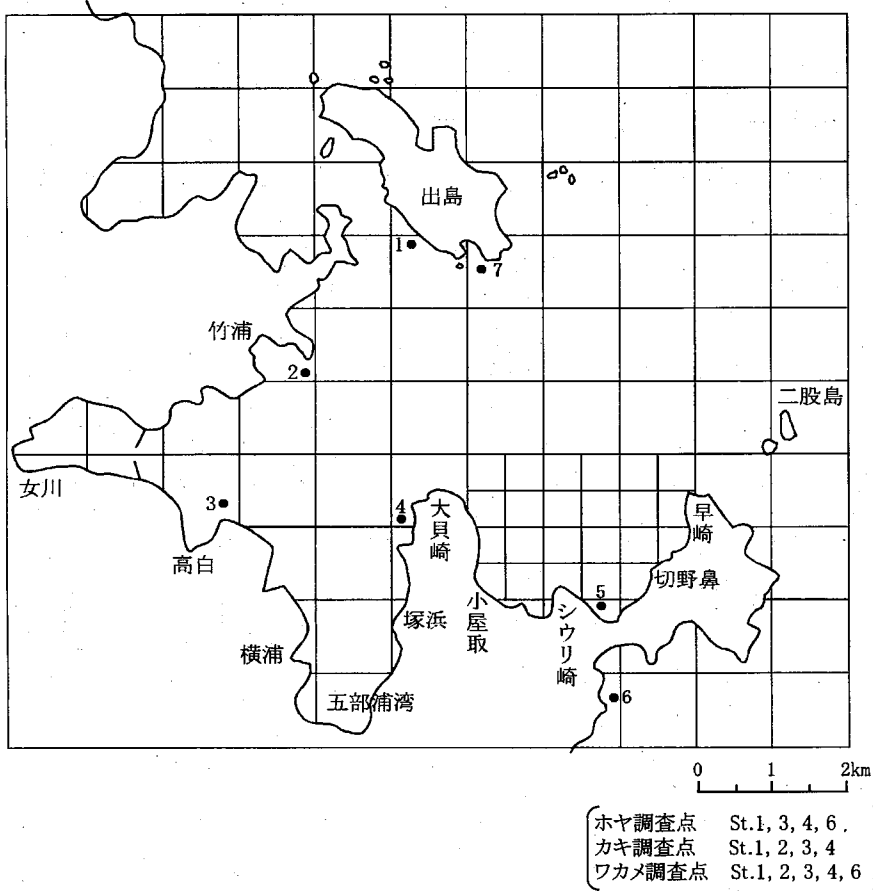 出島
1
7
竹浦
2
二股島
女川
3
4
大貝崎
早崎
高白
切野鼻
5
小屋取
シウリ崎
塚浜
横浦
五部浦湾
6
0 1 2km
ホヤ調査点 St.1, 3, 4, 6.
カキ調査点 St.1, 2, 3, 4
ワカメ調査点 St.1, 2, 3, 4, 6